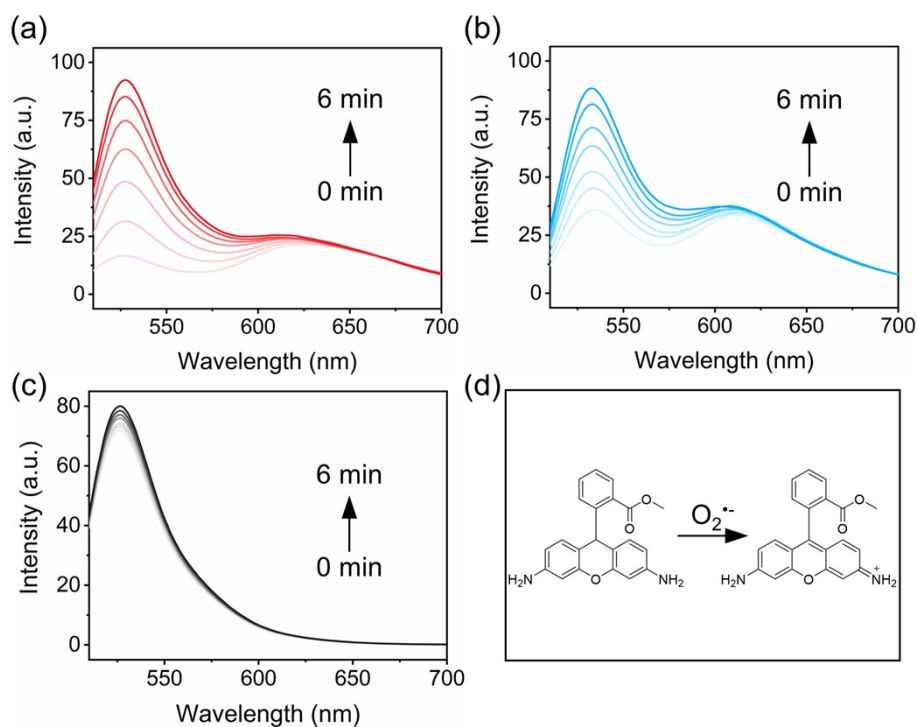 (a)
100
75
50
25
0
Intensity (a.u.)
6 min
0 min
550
600
650
700
Wavelength (nm)
(b)
100
75
50
25
0
Intensity (a.u.)
6 min
0 min
550
600
650
700
Wavelength (nm)
(c)
80
60
40
20
0
Intensity (a.u.)
6 min
0 min
550
600
650
700
Wavelength (nm)
(d)
O
O
H₂N
O
NH₂
O₂•-
O
O
H₂N
O
NH₂
+